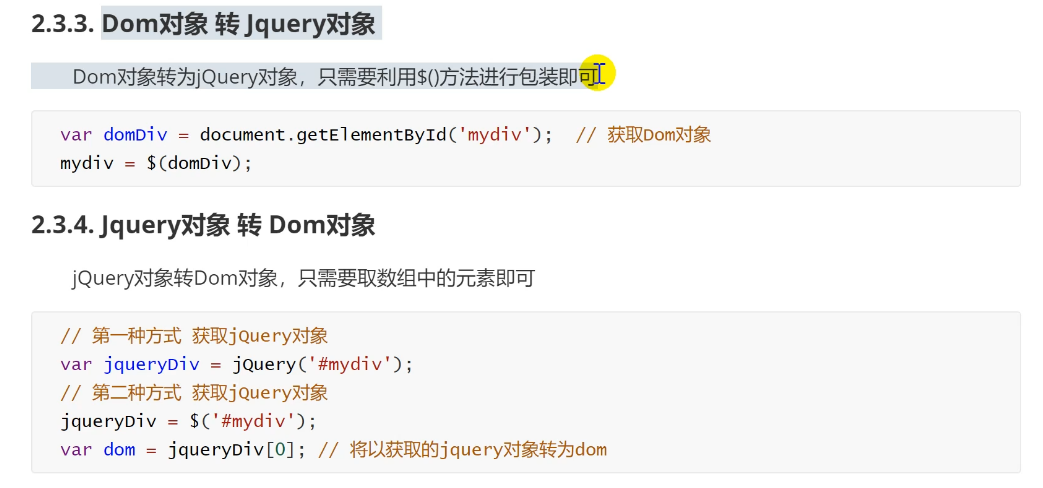 2.3.3. Dom对象 转 Jquery对象
Dom对象转为jQuery对象，只需要利用$()方法进行包装即可
var domDiv = document.getElementById('mydiv');  // 获取Dom对象
mydiv = $(domDiv);
2.3.4. Jquery对象 转 Dom对象
jQuery对象转Dom对象，只需要取数组中的元素即可
// 第一种方式 获取jQuery对象
var jqueryDiv = jQuery('#mydiv');
// 第二种方式 获取jQuery对象
jqueryDiv = $('#mydiv');
var dom = jqueryDiv[0]; // 将以获取的jquery对象转为dom